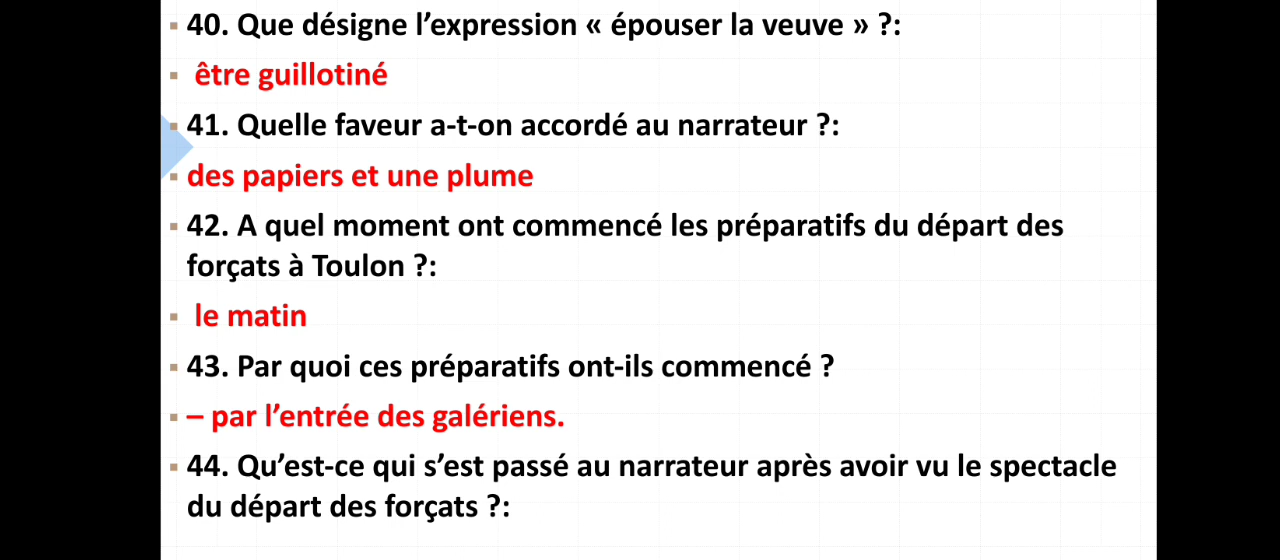 40. Que désigne l’expression « épouser la veuve » ?:
être guillotiné
41. Quelle faveur a-t-on accordé au narrateur ?:
des papiers et une plume
42. A quel moment ont commencé les préparatifs du départ des
forçats à Toulon ?:
le matin
43. Par quoi ces préparatifs ont-ils commencé ?
– par l’entrée des galériens.
44. Qu’est-ce qui s’est passé au narrateur après avoir vu le spectacle
du départ des forçats ?: